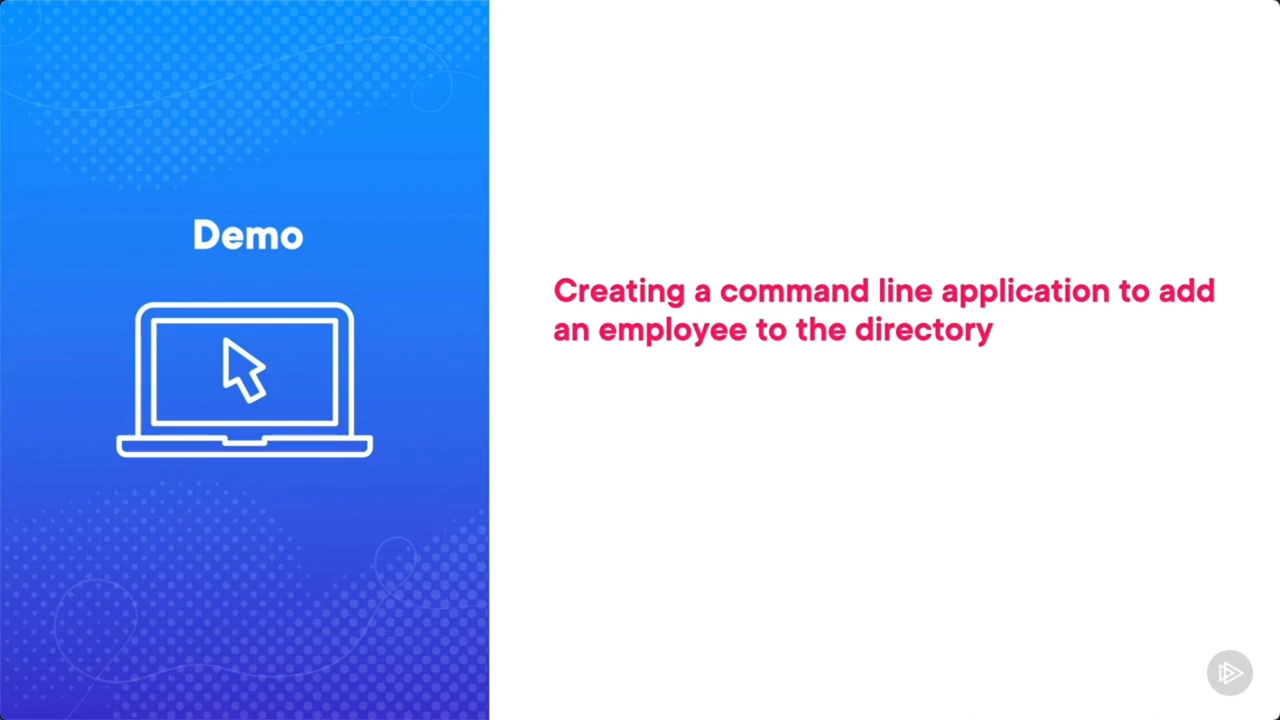 Demo
Creating a command line application to add
an employee to the directory